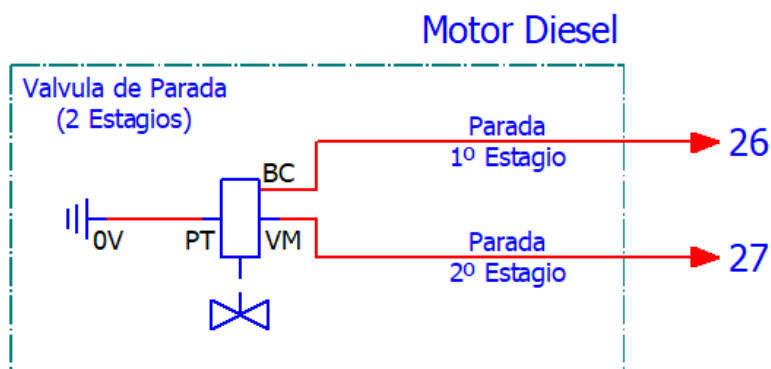 Motor Diesel
Valvula de Parada
(2 Estagios)
Parada
1º Estagio
26
BC
0V
PT
VM
Parada
2º Estagio
27